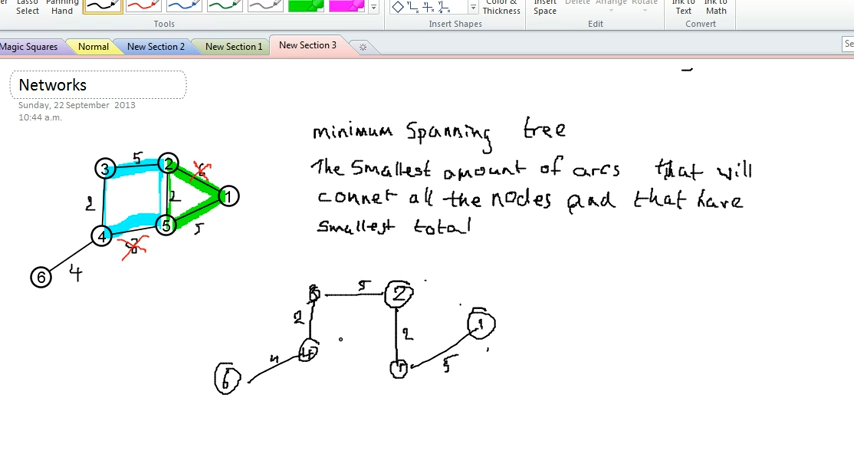 Lasso Select
Panning Hand
Color & Thickness
Insert Space
Delete
Arrange
Rotate
Ink to Text
Ink to Math
Tools
Insert Shapes
Edit
Convert
Magic Squares
Normal
New Section 2
New Section 1
New Section 3
Se
Networks
Sunday, 22 September 2013
10:44 a.m.
minimum Spanning tree
The Smallest amount of arcs that will
connet all the nodes and that have
smallest total
3 5 2
2 2 1
4 5 5
6 4
5 2
2 2 1
4 4 5
6